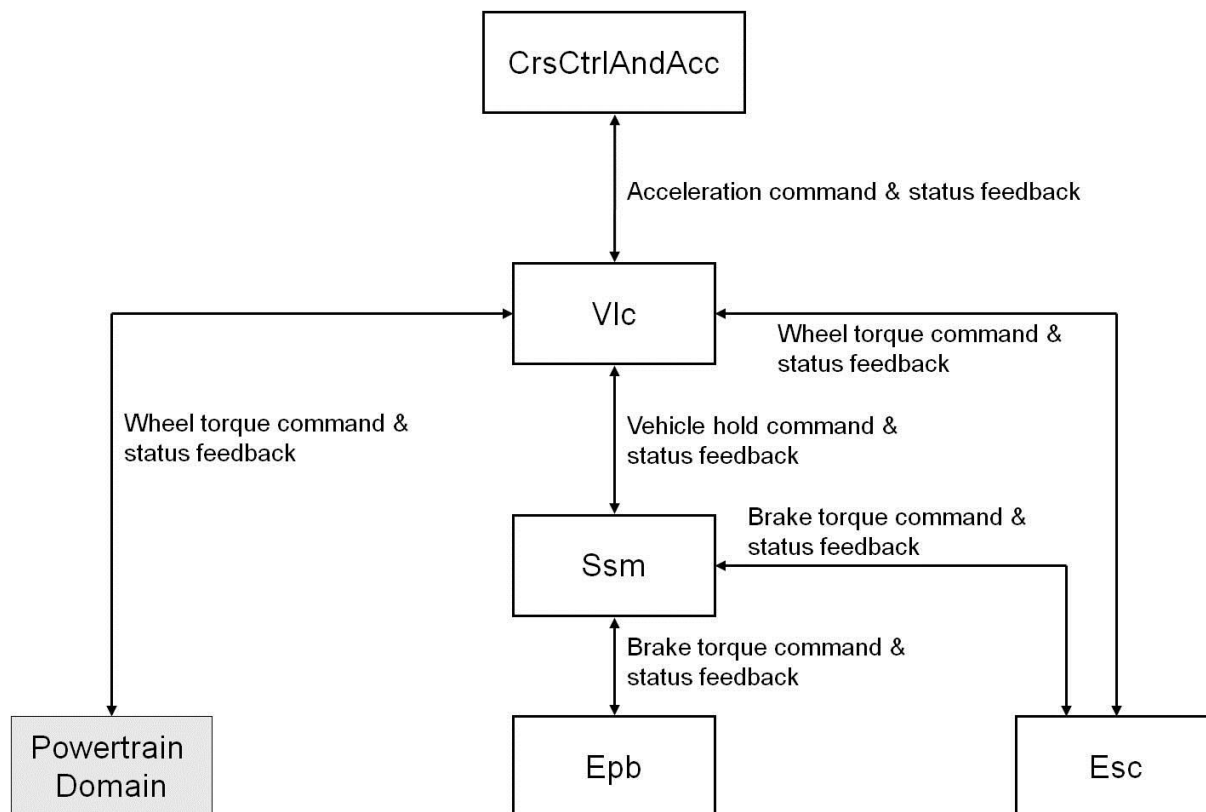 CrsCtrlAndAcc
Acceleration command & status feedback
Vlc
Wheel torque command &
status feedback
Wheel torque command &
status feedback
Vehicle hold command &
status feedback
Brake torque command &
status feedback
Ssm
Brake torque command &
status feedback
Powertrain
Domain
Epb
Esc